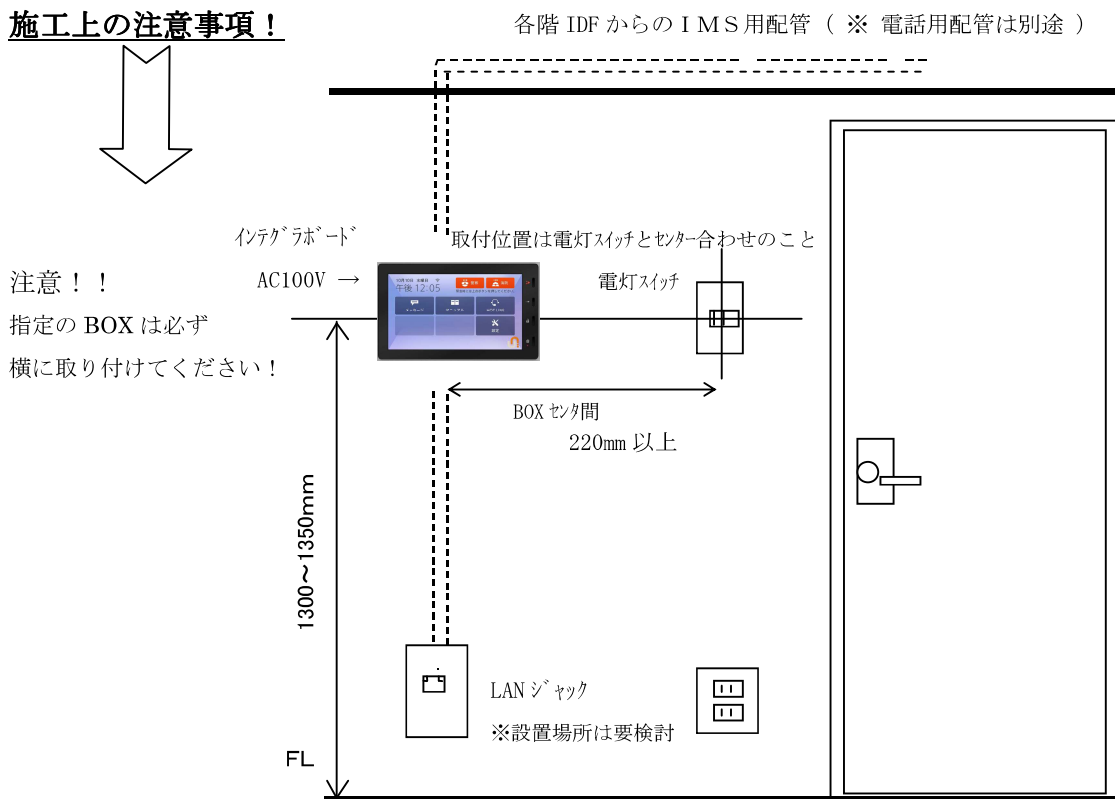 施工上の注意事項！
各階 IDF からのＩＭＳ用配管（ ※ 電話用配管は別途 ）
ｲﾝﾃｸﾞﾗﾎﾞｰﾄﾞ
取付位置は電灯ｽｲｯﾁとｾﾝﾀｰ合わせのこと
AC100V →
電灯ｽｲｯﾁ
注意！！
指定の BOX は必ず
横に取り付けてください！
午後 12:05
BOX ｾﾝﾀ間
220㎜ 以上
1300～1350mm
LAN ｼﾞｬｯｸ
※設置場所は要検討
FL